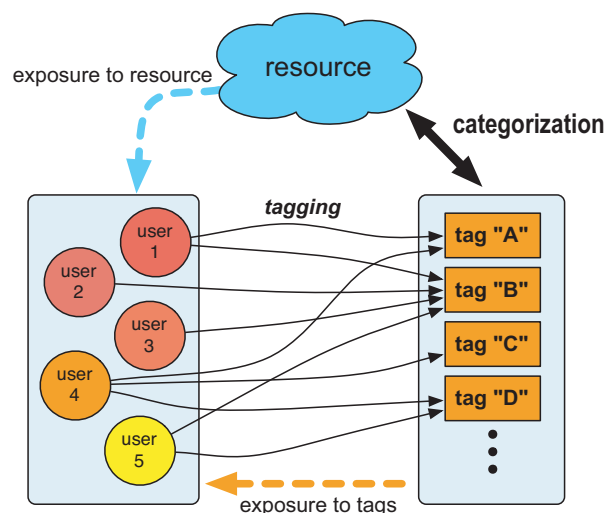 resource
exposure to resource
categorization
tagging
user
1
user
2
user
3
user
4
user
5
tag "A"
tag "B"
tag "C"
tag "D"
exposure to tags